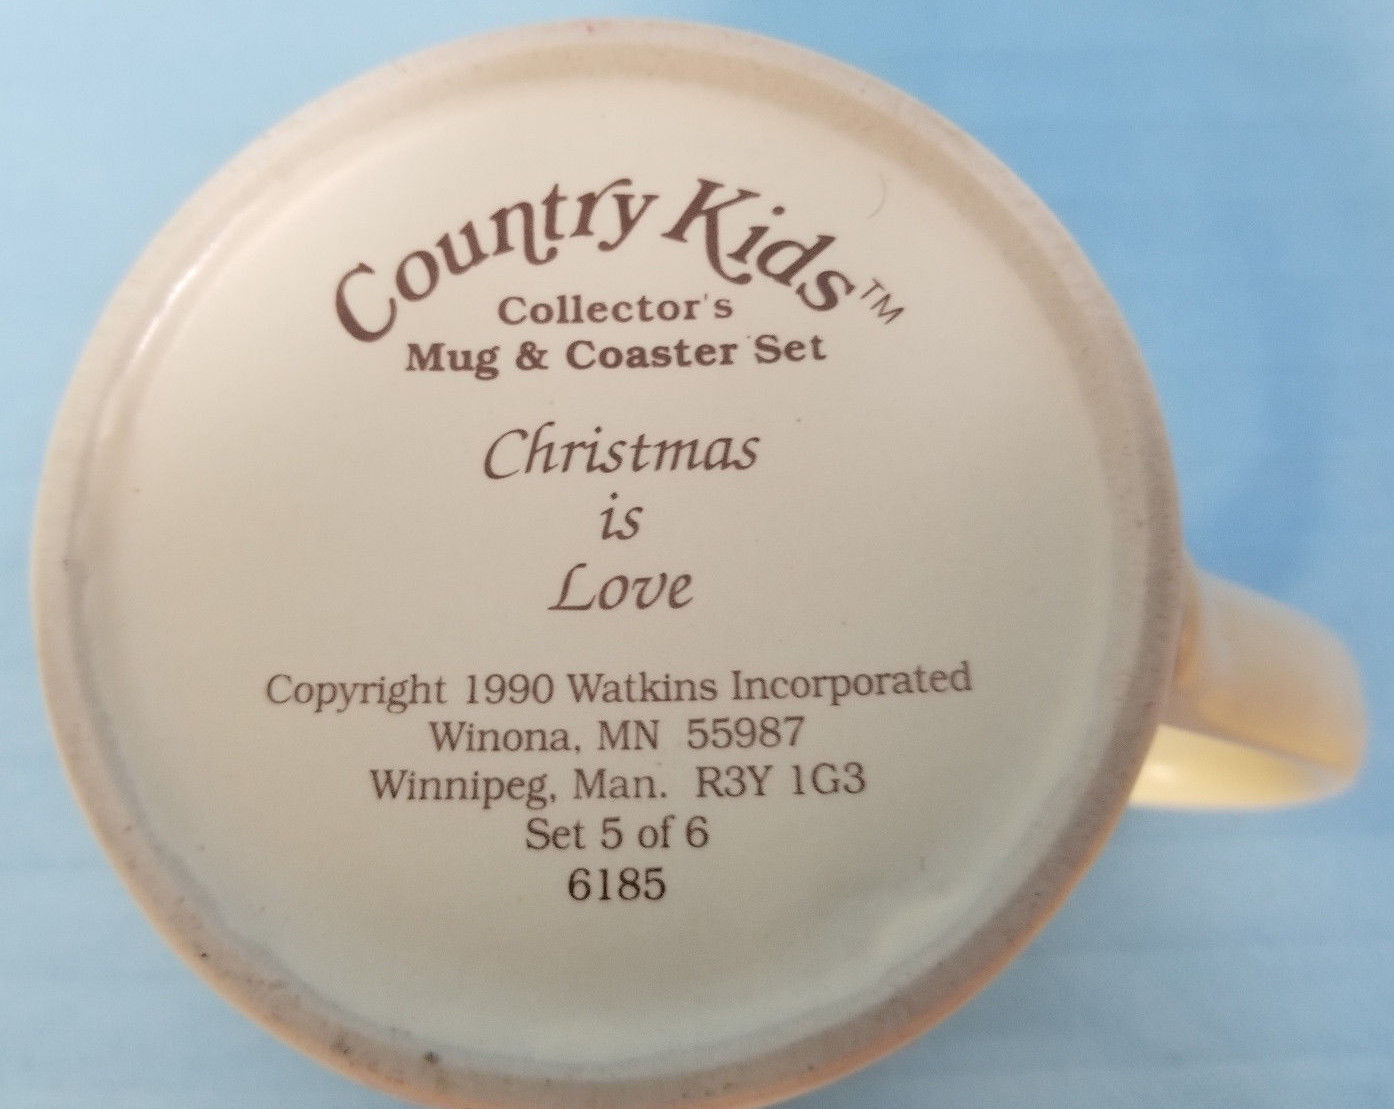 Country Kids™
Collector's
Mug & Coaster Set
Christmas
is
Love
Copyright 1990 Watkins Incorporated
Winona, MN 55987
Winnipeg, Man. R3Y 1G3
Set 5 of 6
6185